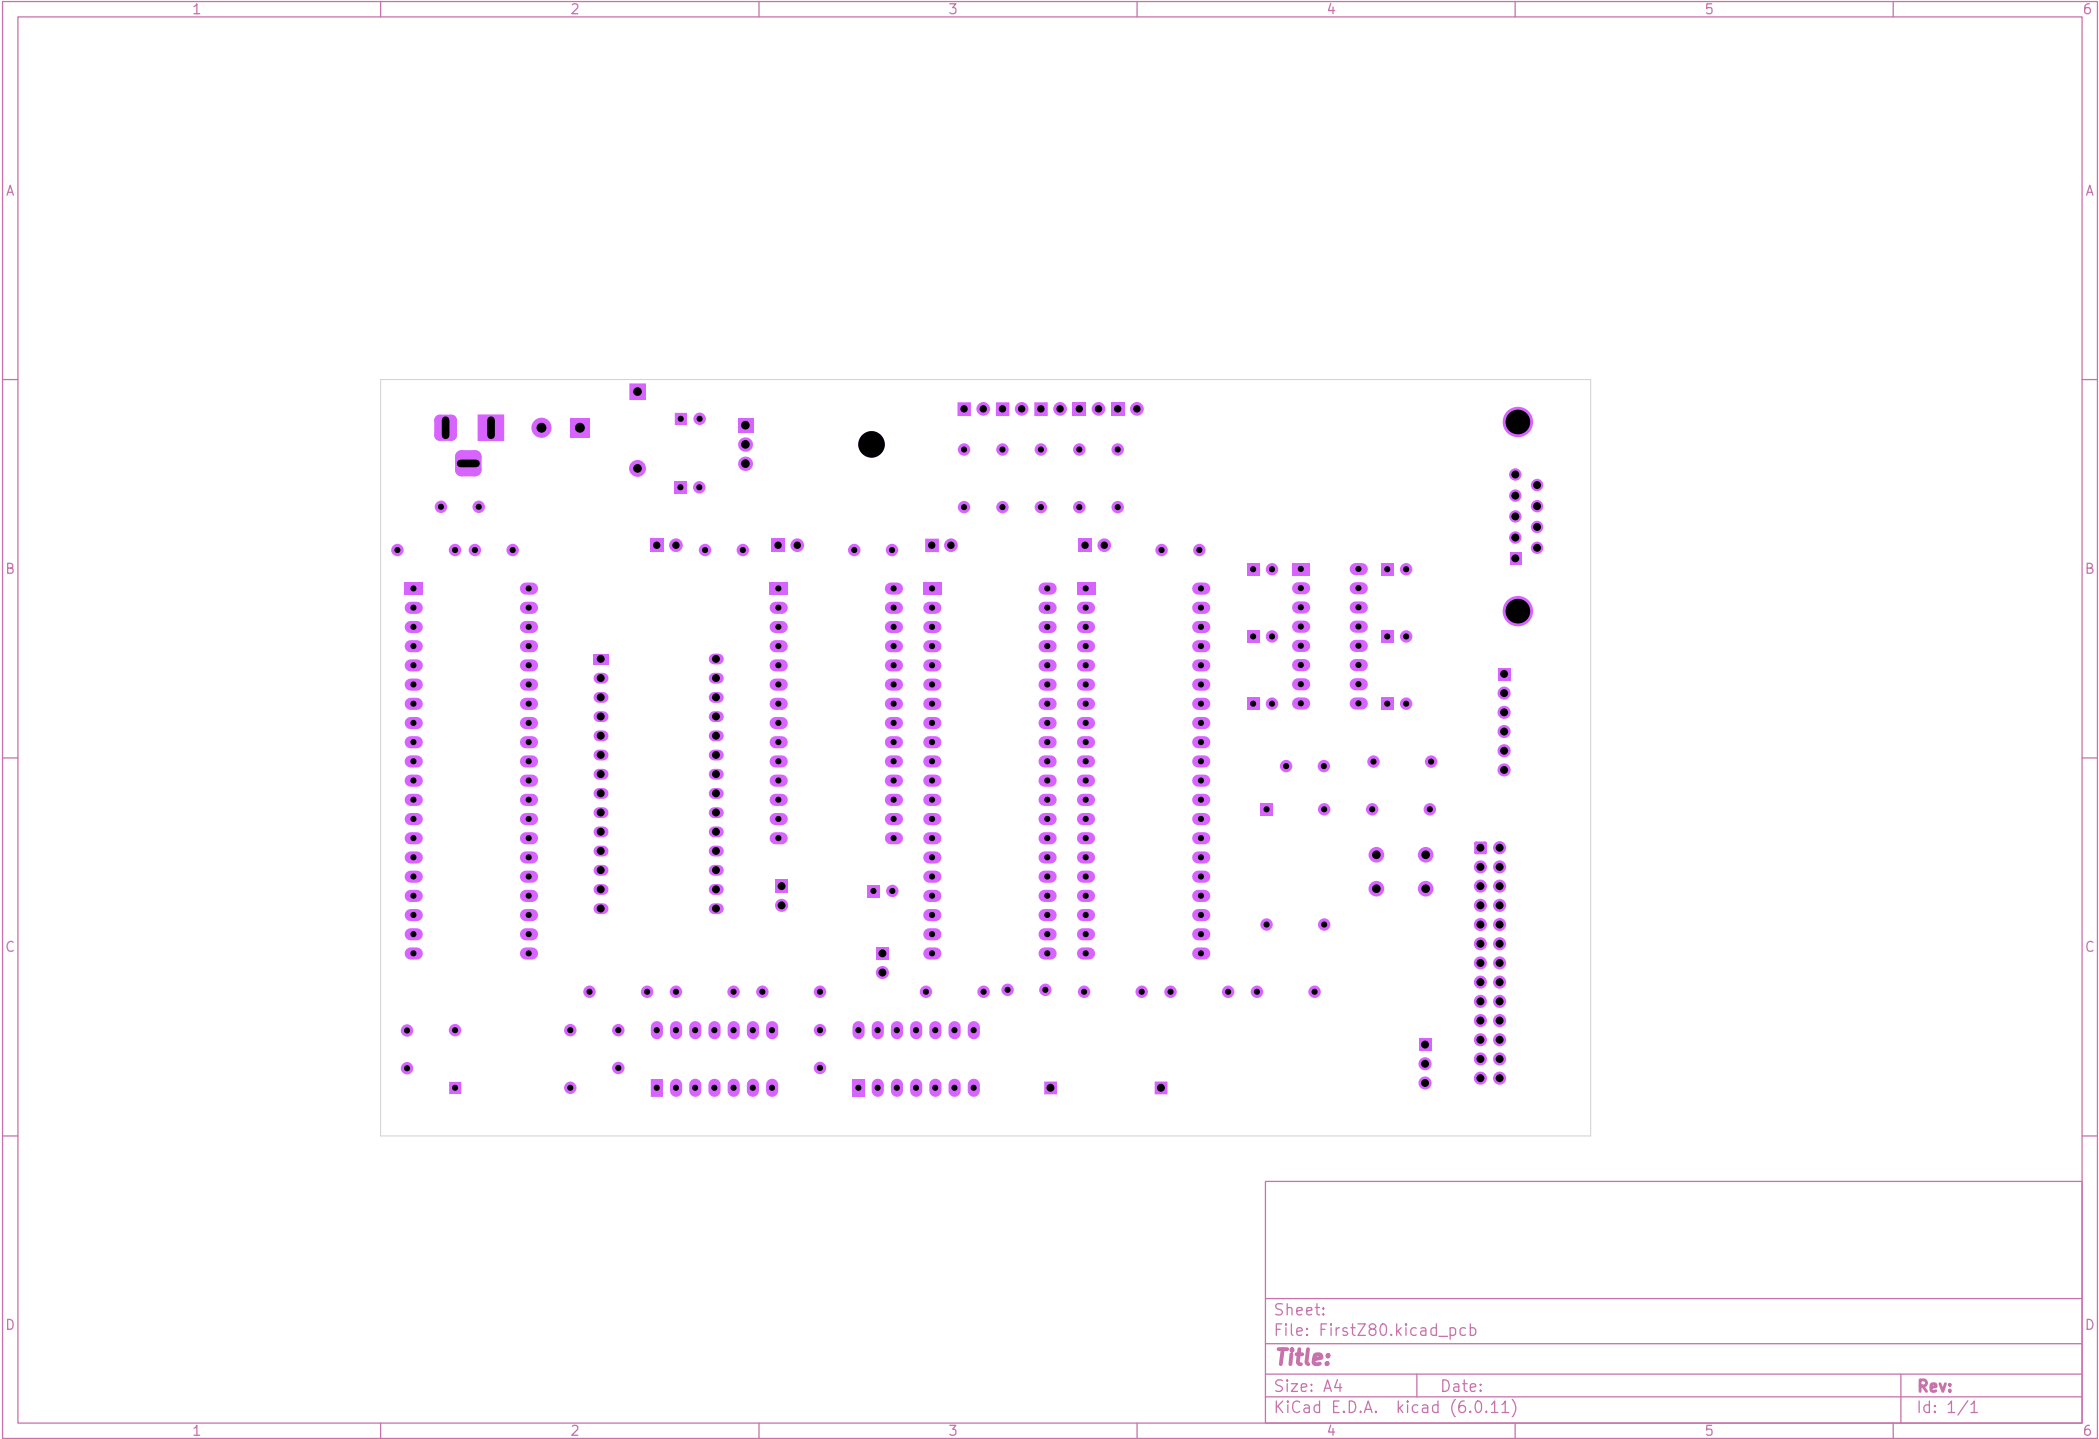 1 2 3 4 5 6
A A
B B
C C
D D
Sheet:
File: FirstZ80.kicad_pcb
Title:
Size: A4 Date: Rev:
KiCad E.D.A. kicad (6.0.11) Id: 1/1
1 2 3 4 5 6